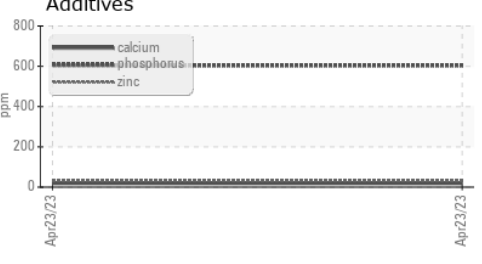 Additives
800
600
400
200
0
ppm
calcium
phosphorus
zinc
Apr23/23
Apr23/23